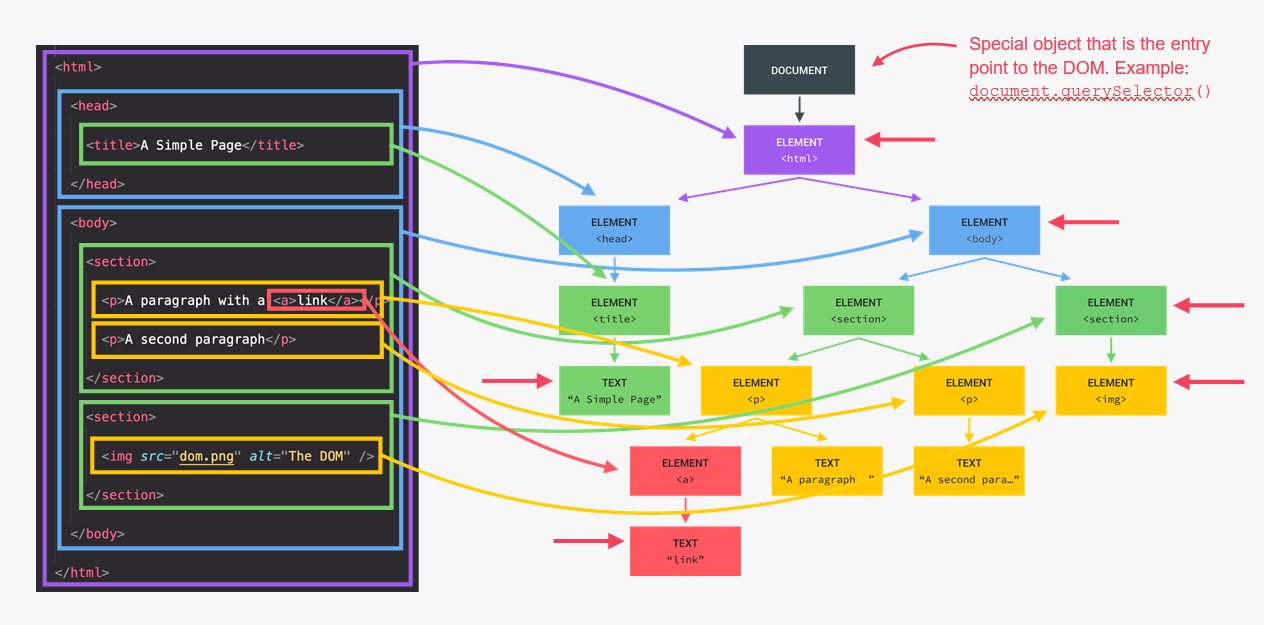 <html>
<head>
<title>A Simple Page</title>
</head>
<body>
<section>
<p>A paragraph with a <a>link</a></p>
<p>A second paragraph</p>
</section>
<section>
<img src="dom.png" alt="The DOM" />
</section>
</body>
</html>
DOCUMENT
Special object that is the entry
point to the DOM. Example:
document.querySelector()
ELEMENT
<html>
ELEMENT
<head>
ELEMENT
<body>
ELEMENT
<title>
ELEMENT
<section>
ELEMENT
<section>
TEXT
“A Simple Page”
ELEMENT
<p>
ELEMENT
<p>
ELEMENT
<img>
ELEMENT
<a>
TEXT
“A paragraph …”
TEXT
“A second para…”
TEXT
“link”